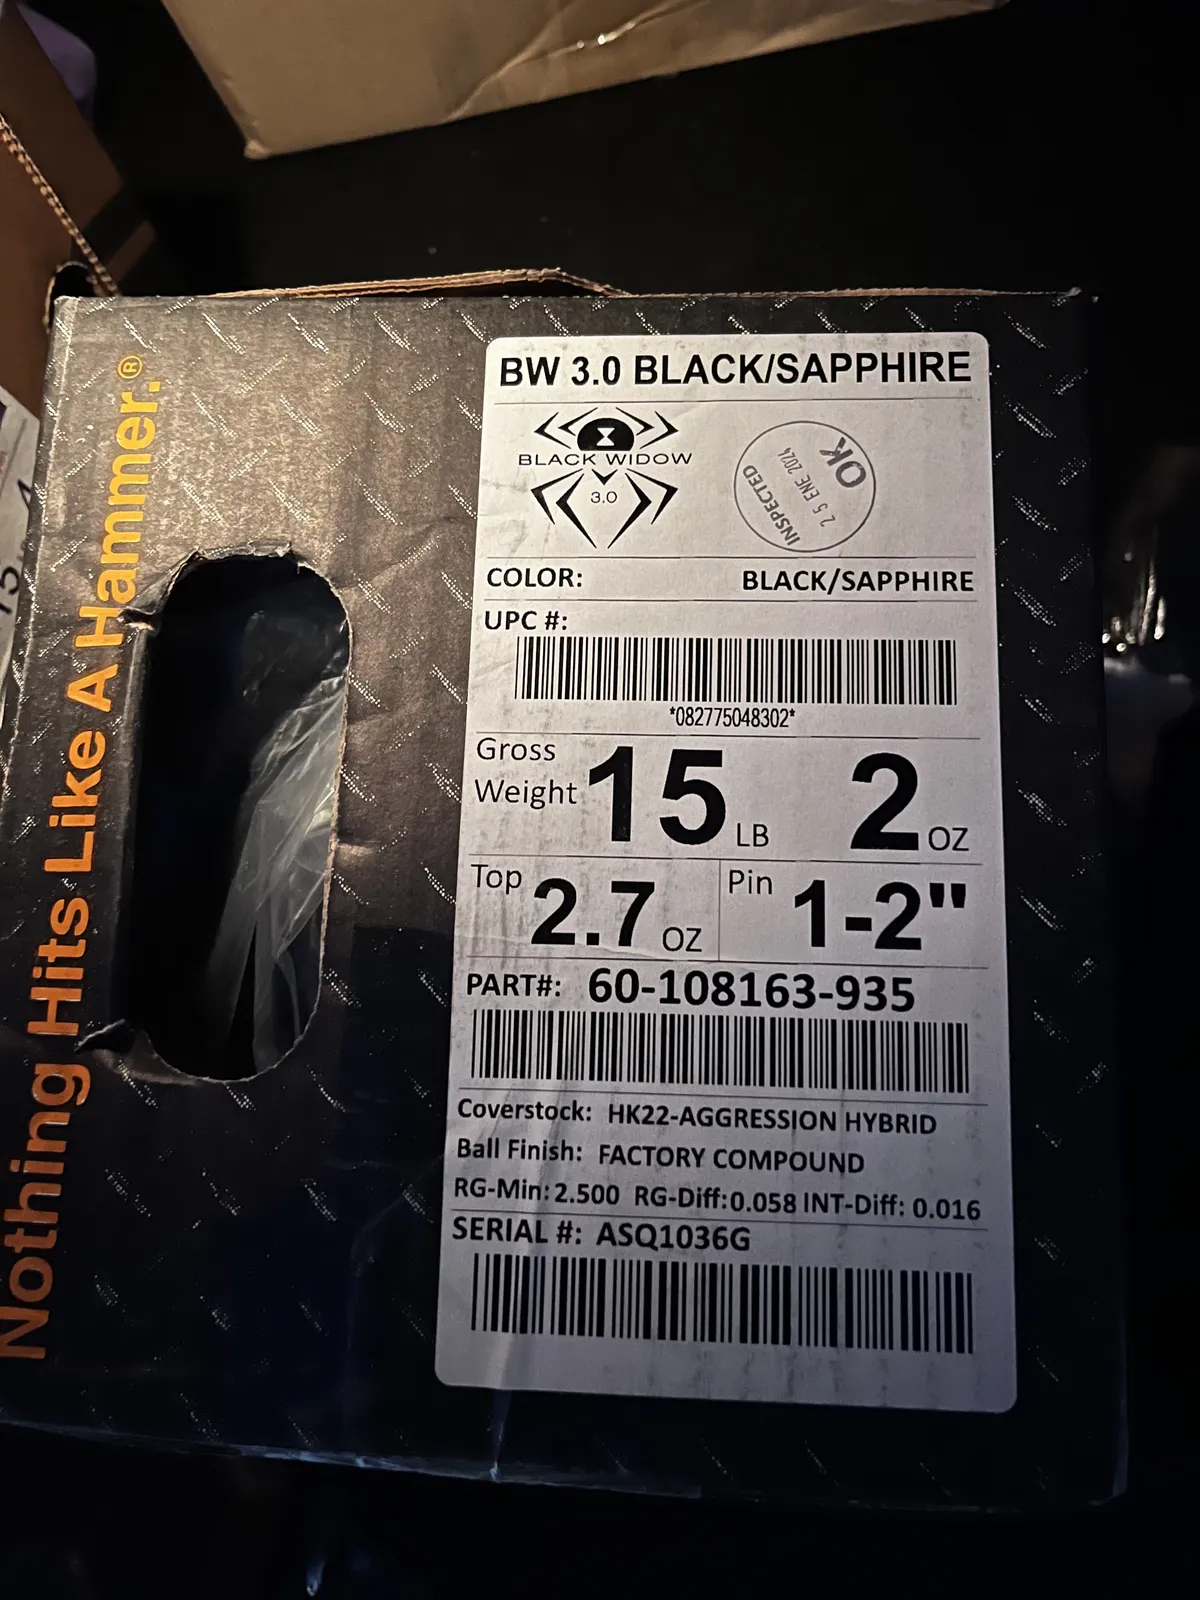 Nothing Hits Like A Hammer.®
BW 3.0 BLACK/SAPPHIRE
BLACK WIDOW
3.0
INSPECTED
25 ENE 2024
OK
COLOR: BLACK/SAPPHIRE
UPC #:
*082775048302*
Gross Weight 15 LB 2 OZ
Top 2.7 OZ Pin 1-2"
PART#: 60-108163-935
Coverstock: HK22-AGGRESSION HYBRID
Ball Finish: FACTORY COMPOUND
RG-Min: 2.500 RG-Diff: 0.058 INT-Diff: 0.016
SERIAL #: ASQ1036G